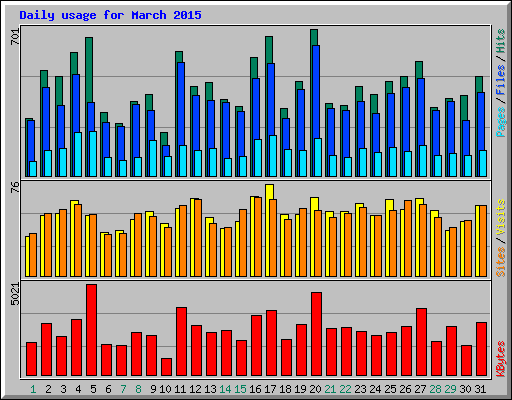 Daily usage for March 2015
701
Pages / Files / Hits
76
Sites / Visits
5021
KBytes
1 2 3 4 5 6 7 8 9 10 11 12 13 14 15 16 17 18 19 20 21 22 23 24 25 26 27 28 29 30 31